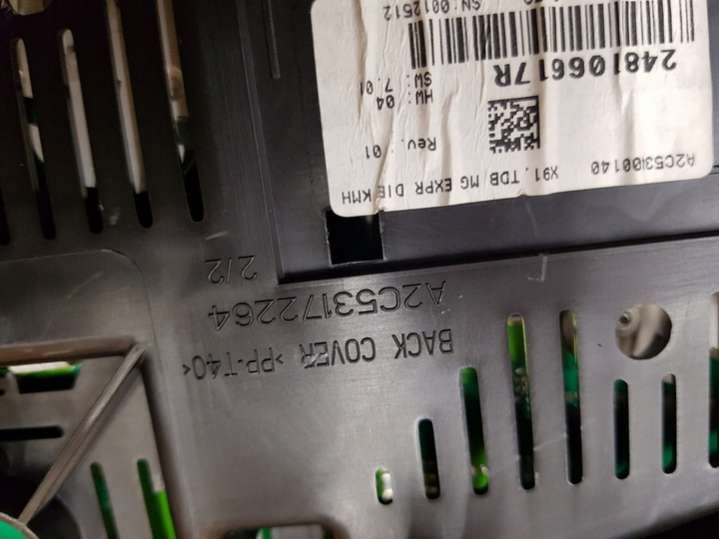 A2C53100140
X91. TDB MG EXPR DIE KMH
Rev.: 01
HW: 04
SW: 7.01
248106617R
SN:0012512
BACK COVER >PP-T40<
A2C53172264
2/2